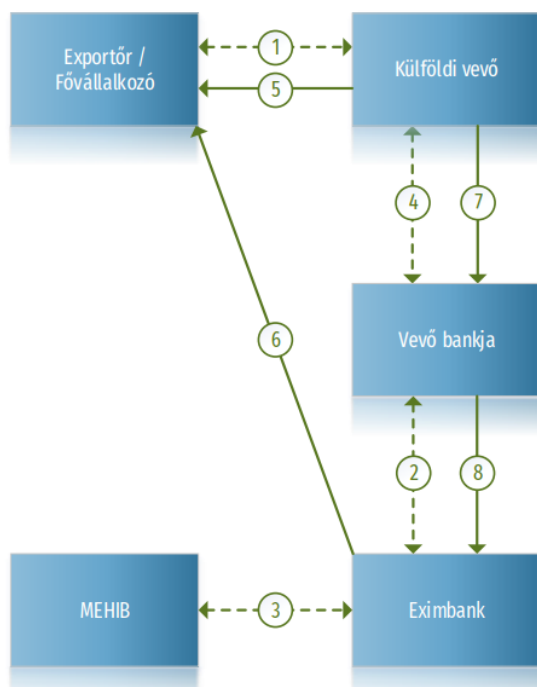 Exportőr /
Fővállalkozó
1
5
Külföldi vevő
4
7
Vevő bankja
6
2
8
MEHIB
3
Eximbank